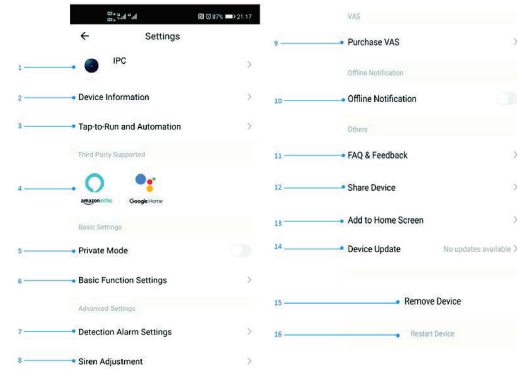 87% 21:17
Settings
1 IPC
2 Device Information
3 Tap-to-Run and Automation
Third Party Supported
4
amazon echo Google Home
Basic Settings
5 Private Mode
6 Basic Function Settings
Advanced Settings
7 Detection Alarm Settings
8 Siren Adjustment
VAS
9 Purchase VAS
Offline Notification
10 Offline Notification
Others
11 FAQ & Feedback
12 Share Device
13 Add to Home Screen
14 Device Update No updates available
15 Remove Device
16 Restart Device